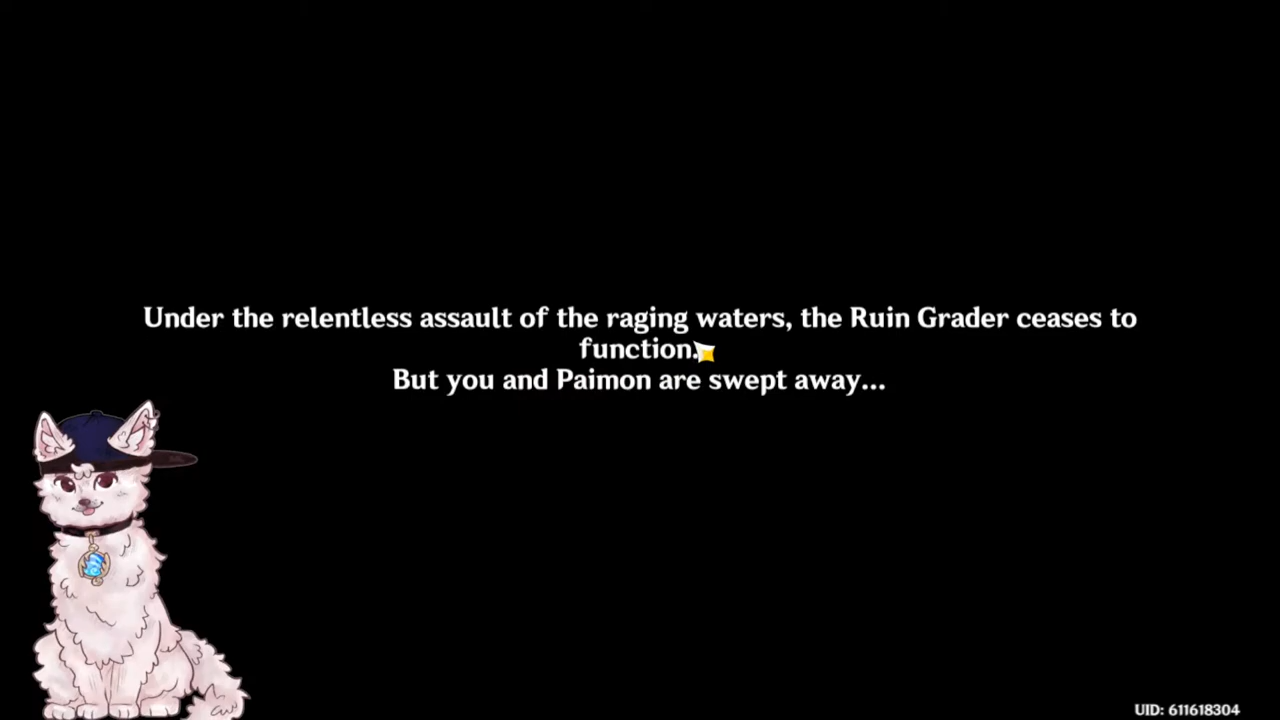 Under the relentless assault of the raging waters, the Ruin Grader ceases to
function.
But you and Paimon are swept away...
UID: 611618304